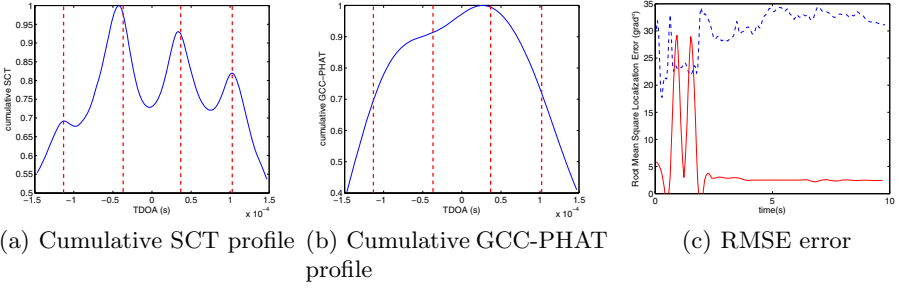 1
0.95
0.9
0.85
0.8
0.75
0.7
0.65
0.6
0.55
0.5
cumulative SCT
−1.5 −1 −0.5 0 0.5 1 1.5
TDOA (s)
x 10⁻⁴
1
0.9
0.8
0.7
0.6
0.5
0.4
cumulative GCC−PHAT
−1.5 −1 −0.5 0 0.5 1 1.5
TDOA (s)
x 10⁻⁴
35
30
25
20
15
10
5
0
Root Mean Square Localization Error (grad°)
0 5 10
time(s)
(a) Cumulative SCT profile
(b) Cumulative GCC-PHAT
profile
(c) RMSE error